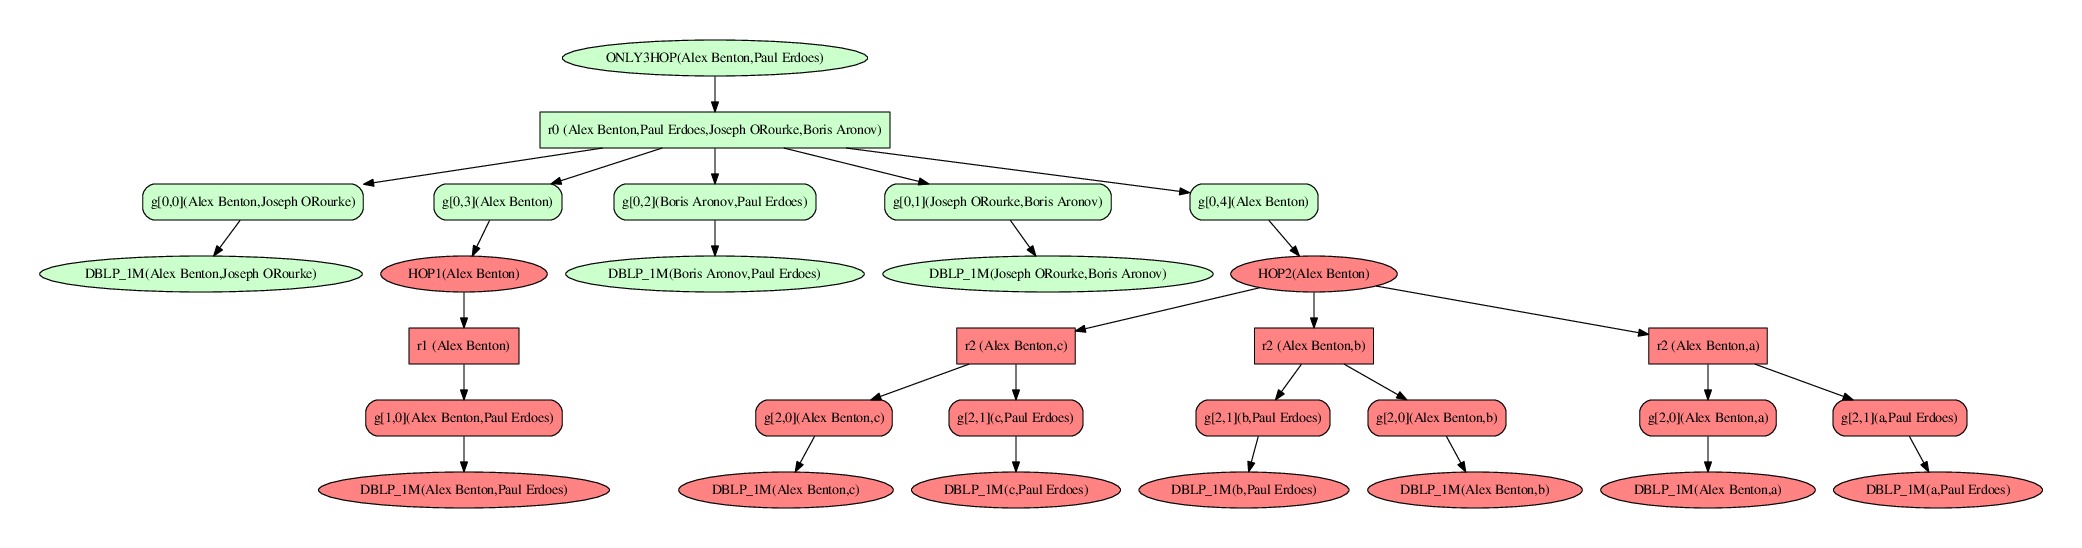 ONLY3HOP(Alex Benton,Paul Erdoes)
r0 (Alex Benton,Paul Erdoes,Joseph ORourke,Boris Aronov)
g[0,0](Alex Benton,Joseph ORourke)
g[0,3](Alex Benton)
g[0,2](Boris Aronov,Paul Erdoes)
g[0,1](Joseph ORourke,Boris Aronov)
g[0,4](Alex Benton)
DBLP_1M(Alex Benton,Joseph ORourke)
HOP1(Alex Benton)
DBLP_1M(Boris Aronov,Paul Erdoes)
DBLP_1M(Joseph ORourke,Boris Aronov)
HOP2(Alex Benton)
r1 (Alex Benton)
r2 (Alex Benton,c)
r2 (Alex Benton,b)
r2 (Alex Benton,a)
g[1,0](Alex Benton,Paul Erdoes)
g[2,0](Alex Benton,c)
g[2,1](c,Paul Erdoes)
g[2,1](b,Paul Erdoes)
g[2,0](Alex Benton,b)
g[2,0](Alex Benton,a)
g[2,1](a,Paul Erdoes)
DBLP_1M(Alex Benton,Paul Erdoes)
DBLP_1M(Alex Benton,c)
DBLP_1M(c,Paul Erdoes)
DBLP_1M(b,Paul Erdoes)
DBLP_1M(Alex Benton,b)
DBLP_1M(Alex Benton,a)
DBLP_1M(a,Paul Erdoes)